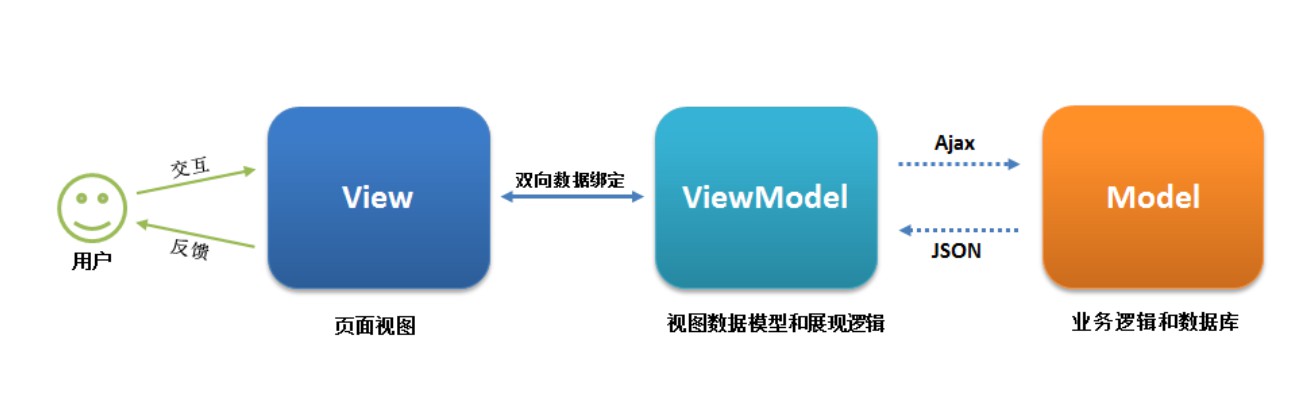 交互
反馈
用户
View
页面视图
双向数据绑定
ViewModel
视图数据模型和展现逻辑
Ajax
JSON
Model
业务逻辑和数据库